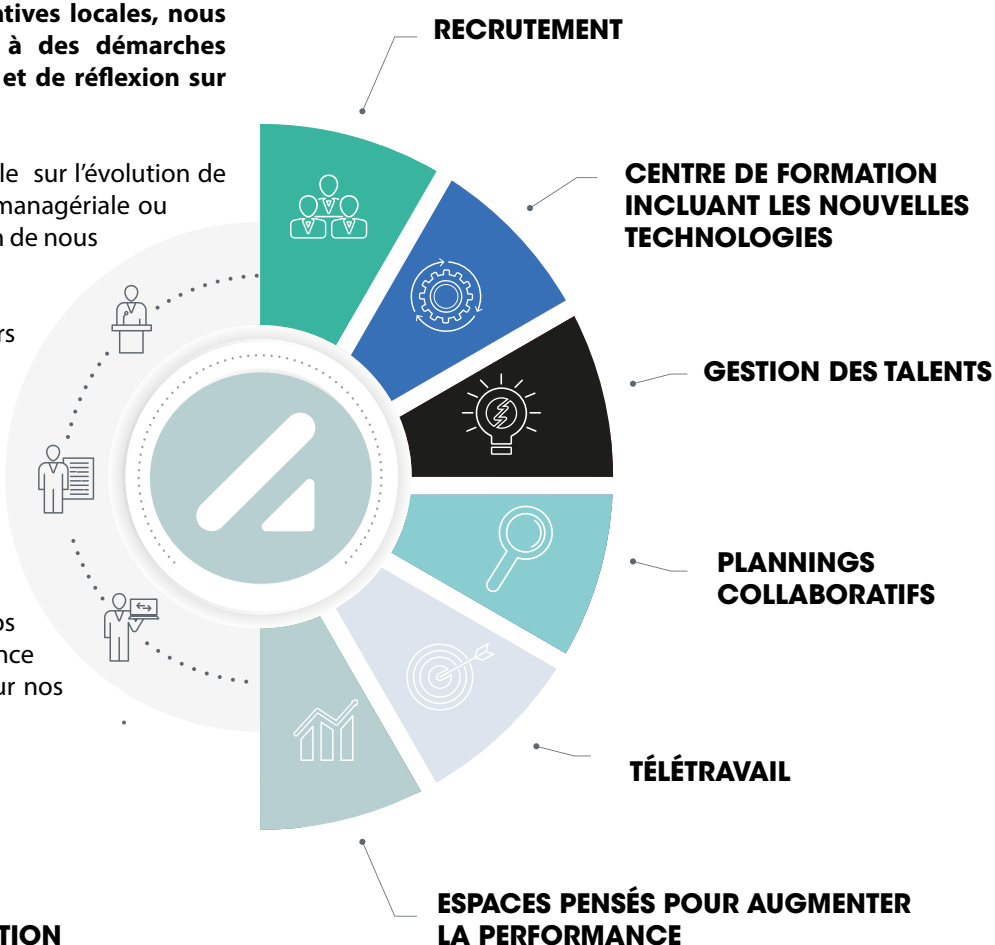 atives locales, nous
à des démarches
et de réflexion sur
le sur l'évolution de
managériale ou
n de nous
rs
os
nce
ur nos
TION
RECRUTEMENT
CENTRE DE FORMATION
INCLUANT LES NOUVELLES
TECHNOLOGIES
GESTION DES TALENTS
PLANNINGS
COLLABORATIFS
TÉLÉTRAVAIL
ESPACES PENSÉS POUR AUGMENTER
LA PERFORMANCE